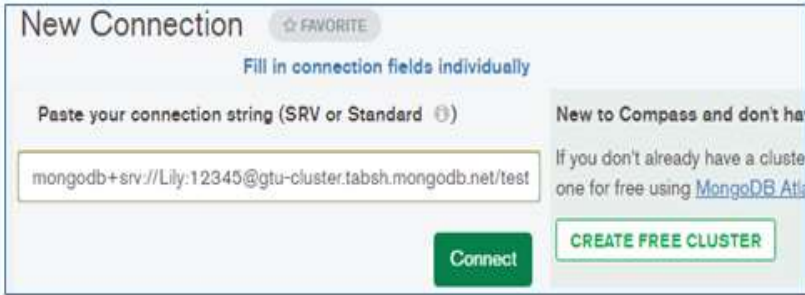 New Connection ☆ FAVORITE
Fill in connection fields individually
Paste your connection string (SRV or Standard ⓘ)
mongodb+srv://Lily:12345@gtu-cluster.tabsh.mongodb.net/test
Connect
New to Compass and don't ha
If you don't already have a cluste
one for free using MongoDB Atla
CREATE FREE CLUSTER